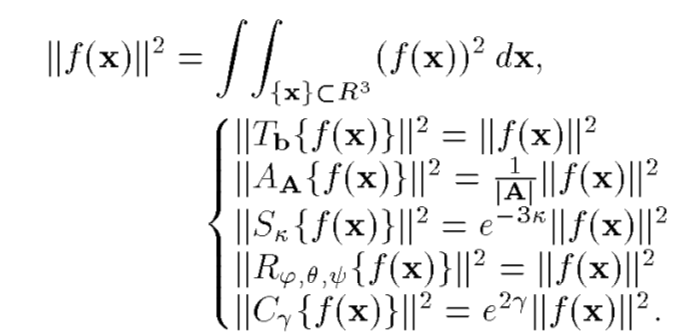 ‖f(𝐱)‖² = ∫∫_{{𝐱}⊂R³} (f(𝐱))² d𝐱,
‖T_𝐛{f(𝐱)}‖² = ‖f(𝐱)‖²
‖A_𝐀{f(𝐱)}‖² = 1/|𝐀| ‖f(𝐱)‖²
‖S_κ{f(𝐱)}‖² = e^{−3κ}‖f(𝐱)‖²
‖R_{φ,θ,ψ}{f(𝐱)}‖² = ‖f(𝐱)‖²
‖C_γ{f(𝐱)}‖² = e^{2γ}‖f(𝐱)‖².